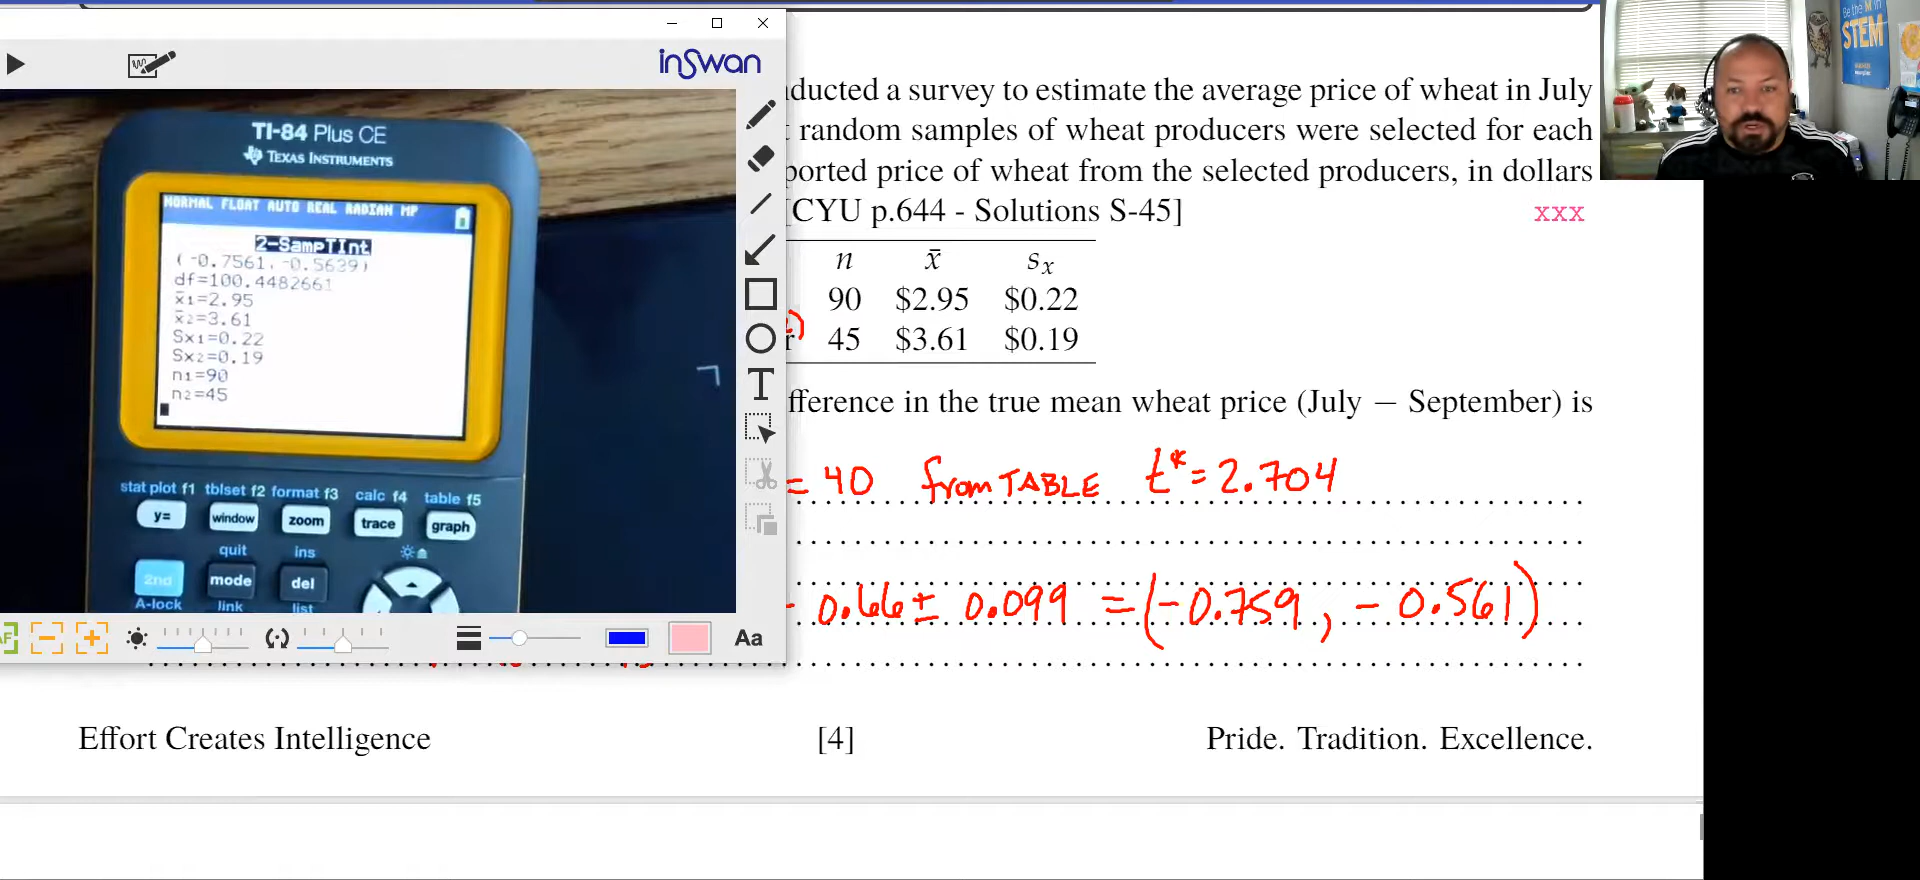 inSwan
TI-84 Plus CE
TEXAS INSTRUMENTS
NORMAL FLOAT AUTO REAL RADIAN MP
2-SampTInt
(-0.7561,-0.5639)
df=100.4482661
x̄1=2.95
x̄2=3.61
Sx1=0.22
Sx2=0.19
n1=90
n2=45
stat plot f1 tblset f2 format f3 calc f4 table f5
y= window zoom trace graph
quit ins
2nd mode del
A-lock link list
T
Aa
ducted a survey to estimate the average price of wheat in July
random samples of wheat producers were selected for each
ported price of wheat from the selected producers, in dollars
[CYU p.644 - Solutions S-45] xxx
n x̄ sx
90 $2.95 $0.22
r 45 $3.61 $0.19
fference in the true mean wheat price (July − September) is
= 40 from TABLE t* = 2.704
- 0.66 ± 0.099 = (-0.759, -0.561)
Effort Creates Intelligence [4] Pride. Tradition. Excellence.
Be the M in
STEM